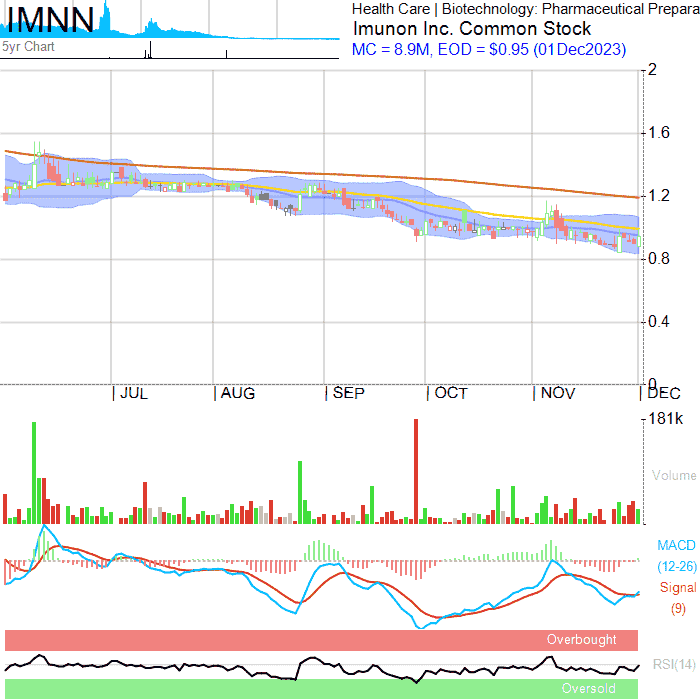 IMNN
5yr Chart
Health Care | Biotechnology: Pharmaceutical Prepara
Imunon Inc. Common Stock
MC = 8.9M, EOD = $0.95 (01Dec2023)
2
1.6
1.2
0.8
0.4
0
JUL AUG SEP OCT NOV DEC
181k
Volume
MACD
(12-26)
Signal
(9)
Overbought
RSI(14)
Oversold